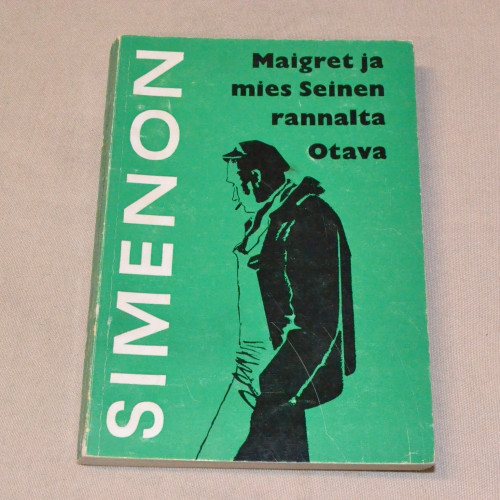 SIMENON
Maigret ja
mies Seinen
rannalta
Otava